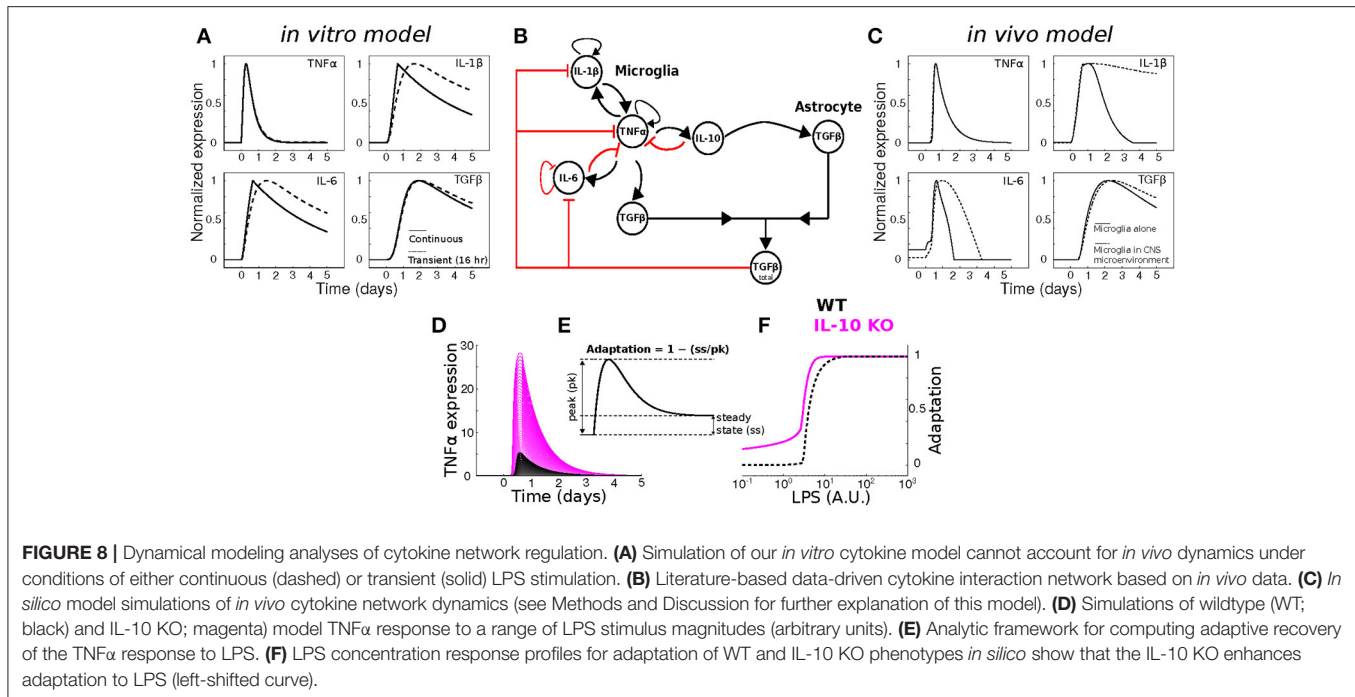 A
in vitro model
Normalized expression
TNFα
IL-1β
IL-6
TGFβ
Continuous
Transient (16 hr)
1
0.5
0
0 1 2 3 4 5
1
0.5
0
0 1 2 3 4 5
1
0.5
0
0 1 2 3 4 5
1
0.5
0
0 1 2 3 4 5
Time (days)
B
IL-1β
Microglia
Astrocyte
TNFα
IL-10
TGFβ
IL-6
TGFβ
TGFβ
total
C
in vivo model
Normalized expression
TNFα
IL-1β
IL-6
TGFβ
Microglia alone
Microglia in CNS
microenvironment
1
0.5
0
0 1 2 3 4 5
1
0.5
0
0 1 2 3 4 5
1
0.5
0
0 1 2 3 4 5
1
0.5
0
0 1 2 3 4 5
Time (days)
D
TNFα expression
30
20
10
0
0 1 2 3 4 5
Time (days)
E
Adaptation = 1 − (ss/pk)
peak (pk)
steady
state (ss)
F
WT
IL-10 KO
1
0.5
0
Adaptation
10⁻¹ 10⁰ 10¹ 10² 10³
LPS (A.U.)
FIGURE 8 | Dynamical modeling analyses of cytokine network regulation. (A) Simulation of our in vitro cytokine model cannot account for in vivo dynamics under
conditions of either continuous (dashed) or transient (solid) LPS stimulation. (B) Literature-based data-driven cytokine interaction network based on in vivo data. (C) In
silico model simulations of in vivo cytokine network dynamics (see Methods and Discussion for further explanation of this model). (D) Simulations of wildtype (WT;
black) and IL-10 KO; magenta) model TNFα response to a range of LPS stimulus magnitudes (arbitrary units). (E) Analytic framework for computing adaptive recovery
of the TNFα response to LPS. (F) LPS concentration response profiles for adaptation of WT and IL-10 KO phenotypes in silico show that the IL-10 KO enhances
adaptation to LPS (left-shifted curve).